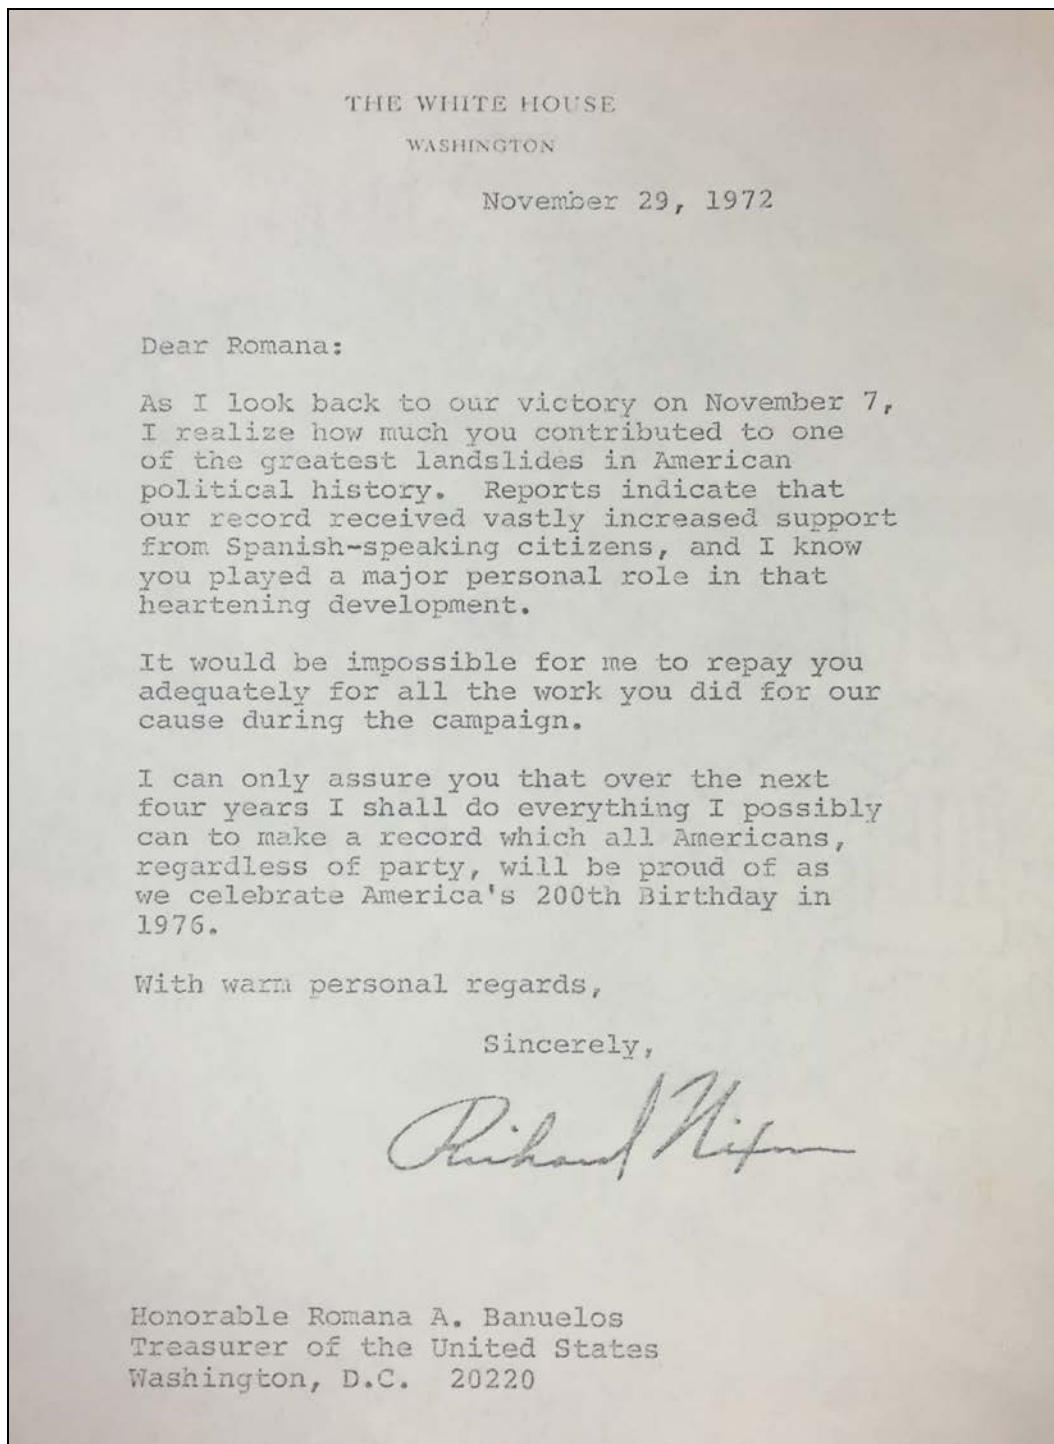 THE WHITE HOUSE
WASHINGTON
November 29, 1972
Dear Romana:
As I look back to our victory on November 7,
I realize how much you contributed to one
of the greatest landslides in American
political history. Reports indicate that
our record received vastly increased support
from Spanish-speaking citizens, and I know
you played a major personal role in that
heartening development.
It would be impossible for me to repay you
adequately for all the work you did for our
cause during the campaign.
I can only assure you that over the next
four years I shall do everything I possibly
can to make a record which all Americans,
regardless of party, will be proud of as
we celebrate America's 200th Birthday in
1976.
With warm personal regards,
Sincerely,
Richard Nixon
Honorable Romana A. Banuelos
Treasurer of the United States
Washington, D.C. 20220